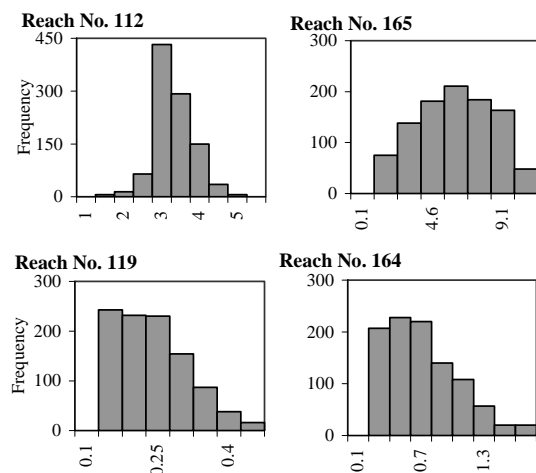 Reach No. 112
Frequency
450
300
150
0
1 2 3 4 5
Reach No. 165
300
200
100
0
0.1 4.6 9.1
Reach No. 119
Frequency
300
200
100
0
0.1 0.25 0.4
Reach No. 164
300
200
100
0
0.1 0.7 1.3